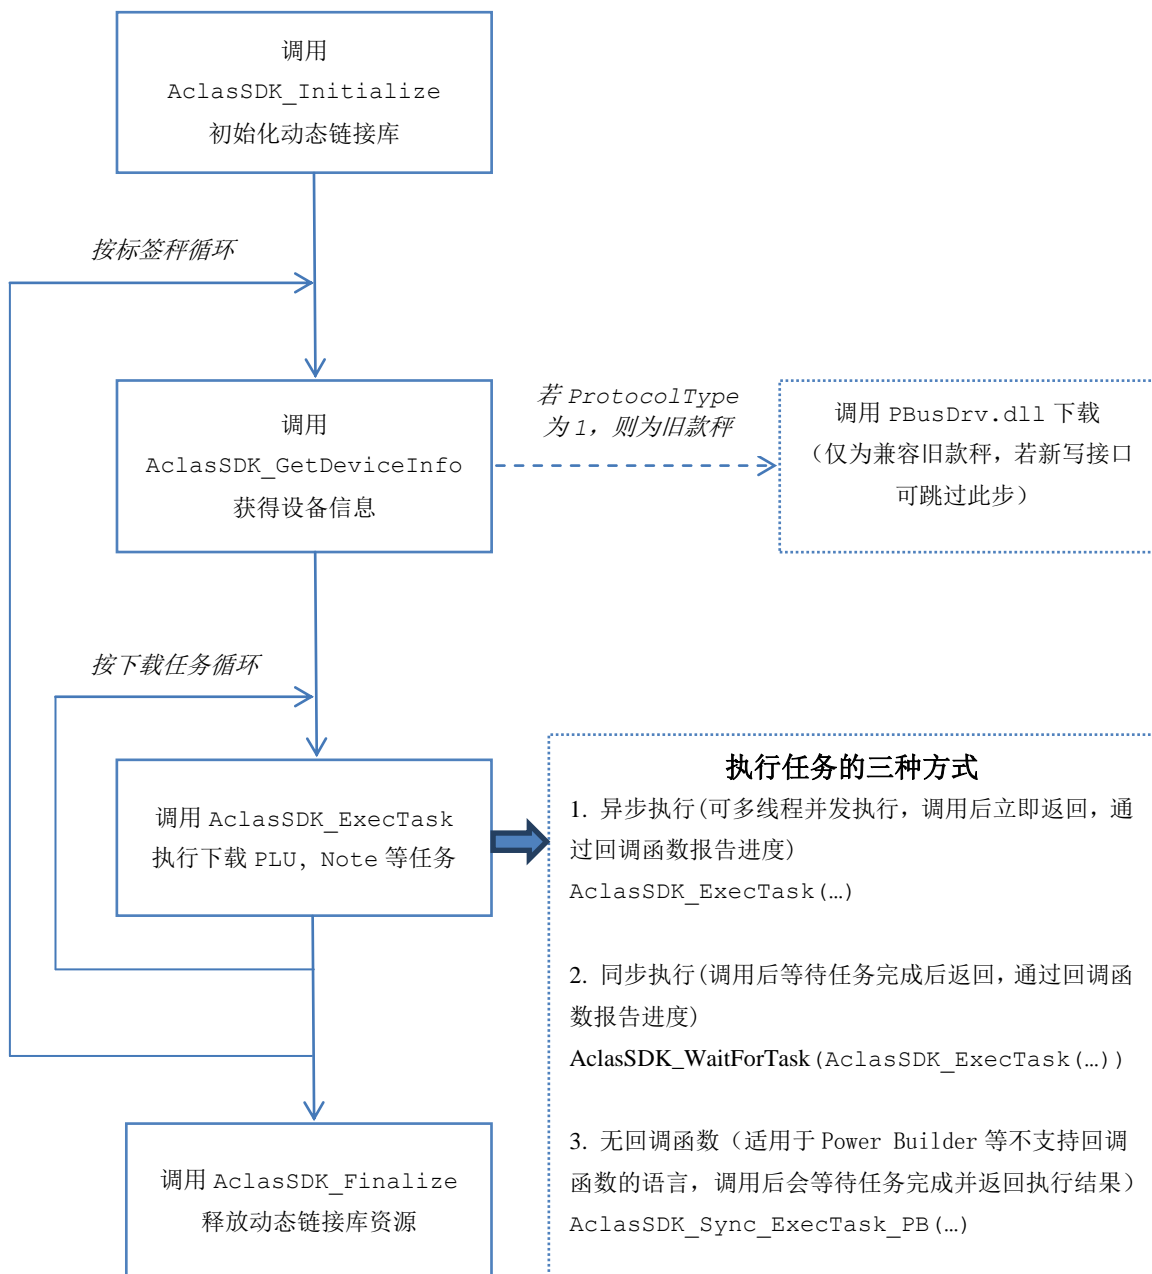 调用
AclasSDK_Initialize
初始化动态链接库
按标签秤循环
调用
AclasSDK_GetDeviceInfo
获得设备信息
若 ProtocolType
为 1，则为旧款秤
调用 PBusDrv.dll 下载
（仅为兼容旧款秤，若新写接口
可跳过此步）
按下载任务循环
调用 AclasSDK_ExecTask
执行下载 PLU, Note 等任务
执行任务的三种方式
1. 异步执行(可多线程并发执行，调用后立即返回，通
过回调函数报告进度)
AclasSDK_ExecTask(…)
2. 同步执行(调用后等待任务完成后返回，通过回调函
数报告进度)
AclasSDK_WaitForTask(AclasSDK_ExecTask(…))
3. 无回调函数（适用于 Power Builder 等不支持回调
函数的语言，调用后会等待任务完成并返回执行结果）
AclasSDK_Sync_ExecTask_PB(…)
调用 AclasSDK_Finalize
释放动态链接库资源